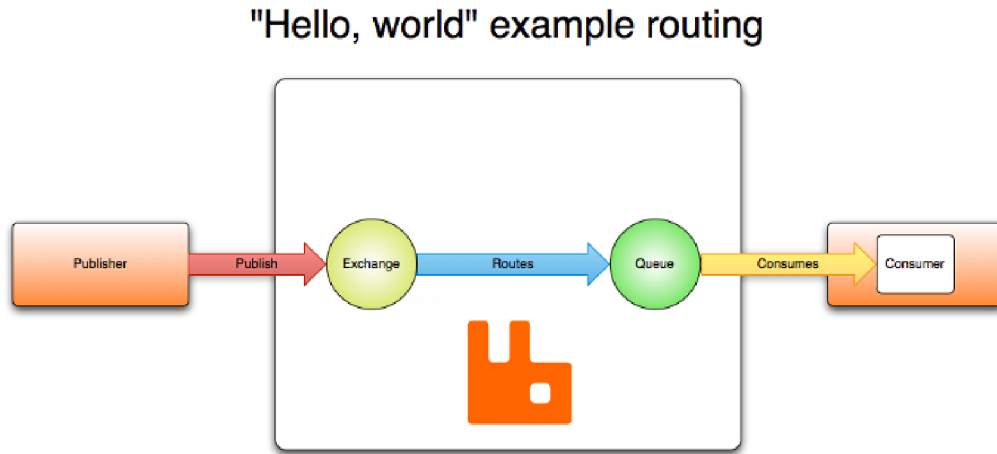 "Hello, world" example routing
Publisher
Publish
Exchange
Routes
Queue
Consumes
Consumer